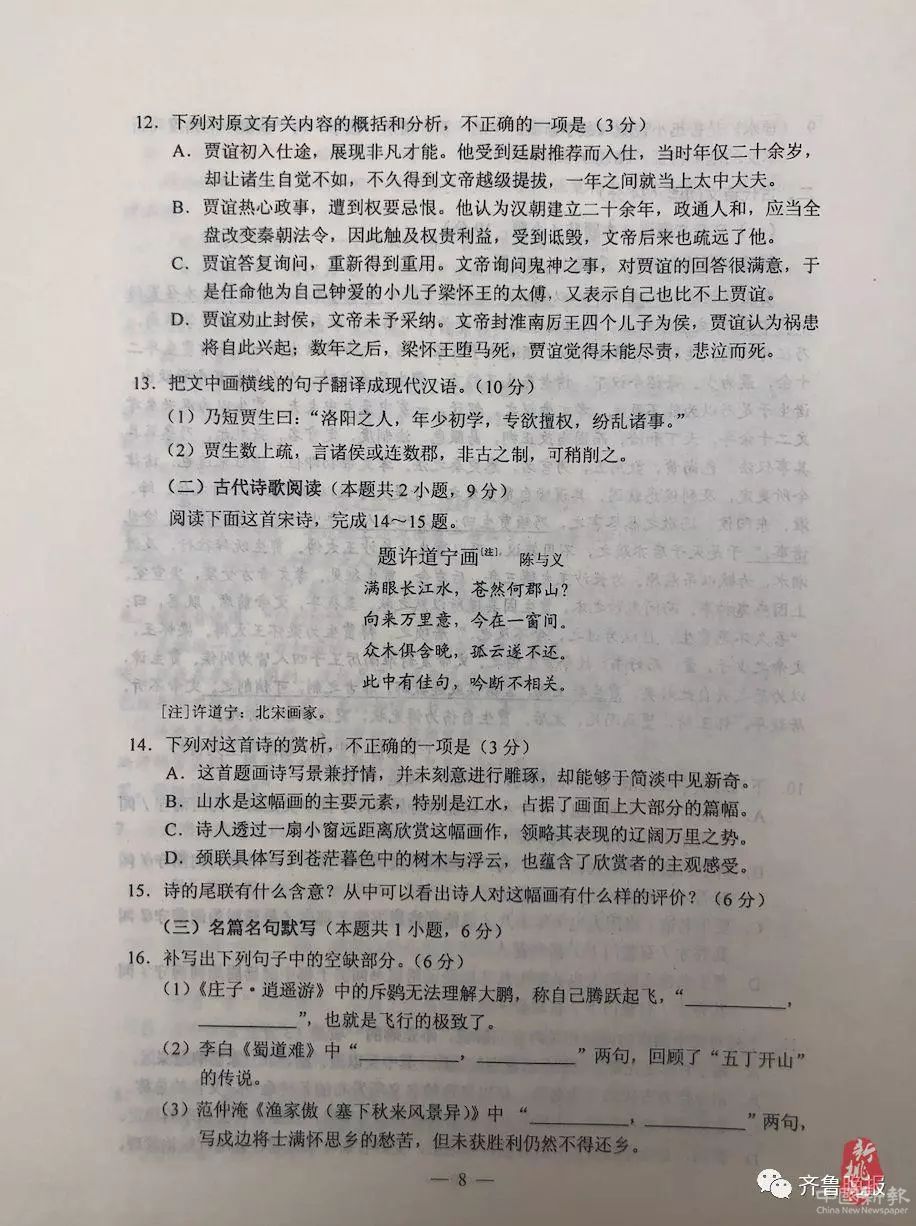 12．下列对原文有关内容的概括和分析，不正确的一项是（3 分）
A．贾谊初入仕途，展现非凡才能。他受到廷尉推荐而入仕，当时年仅二十余岁，
却让诸生自觉不如，不久得到文帝越级提拔，一年之间就当上太中大夫。
B．贾谊热心政事，遭到权要忌恨。他认为汉朝建立二十余年，政通人和，应当全
盘改变秦朝法令，因此触及权贵利益，受到诋毁，文帝后来也疏远了他。
C．贾谊答复询问，重新得到重用。文帝询问鬼神之事，对贾谊的回答很满意，于
是任命他为自己钟爱的小儿子梁怀王的太傅，又表示自己也比不上贾谊。
D．贾谊劝止封侯，文帝未予采纳。文帝封淮南厉王四个儿子为侯，贾谊认为祸患
将自此兴起；数年之后，梁怀王堕马死，贾谊觉得未能尽责，悲泣而死。
13．把文中画横线的句子翻译成现代汉语。（10 分）
（1）乃短贾生曰：“洛阳之人，年少初学，专欲擅权，纷乱诸事。”
（2）贾生数上疏，言诸侯或连数郡，非古之制，可稍削之。
（二）古代诗歌阅读（本题共 2 小题，9 分）
阅读下面这首宋诗，完成 14～15 题。
题许道宁画[注] 陈与义
满眼长江水，苍然何郡山？
向来万里意，今在一窗间。
众木俱含晚，孤云遂不还。
此中有佳句，吟断不相关。
[注]许道宁：北宋画家。
14．下列对这首诗的赏析，不正确的一项是（3 分）
A．这首题画诗写景兼抒情，并未刻意进行雕琢，却能够于简淡中见新奇。
B．山水是这幅画的主要元素，特别是江水，占据了画面上大部分的篇幅。
C．诗人透过一扇小窗远距离欣赏这幅画作，领略其表现的辽阔万里之势。
D．颈联具体写到苍茫暮色中的树木与浮云，也蕴含了欣赏者的主观感受。
15．诗的尾联有什么含意？从中可以看出诗人对这幅画有什么样的评价？（6 分）
（三）名篇名句默写（本题共 1 小题，6 分）
16．补写出下列句子中的空缺部分。（6 分）
（1）《庄子·逍遥游》中的斥鴳无法理解大鹏，称自己腾跃起飞，“__________，
__________”，也就是飞行的极致了。
（2）李白《蜀道难》中“__________，__________”两句，回顾了“五丁开山”
的传说。
（3）范仲淹《渔家傲（塞下秋来风景异）》中 “__________，__________”两句，
写戍边将士满怀思乡的愁苦，但未获胜利仍然不得还乡。
— 8 —
齐鲁晚报
中国新报
China New Newspaper